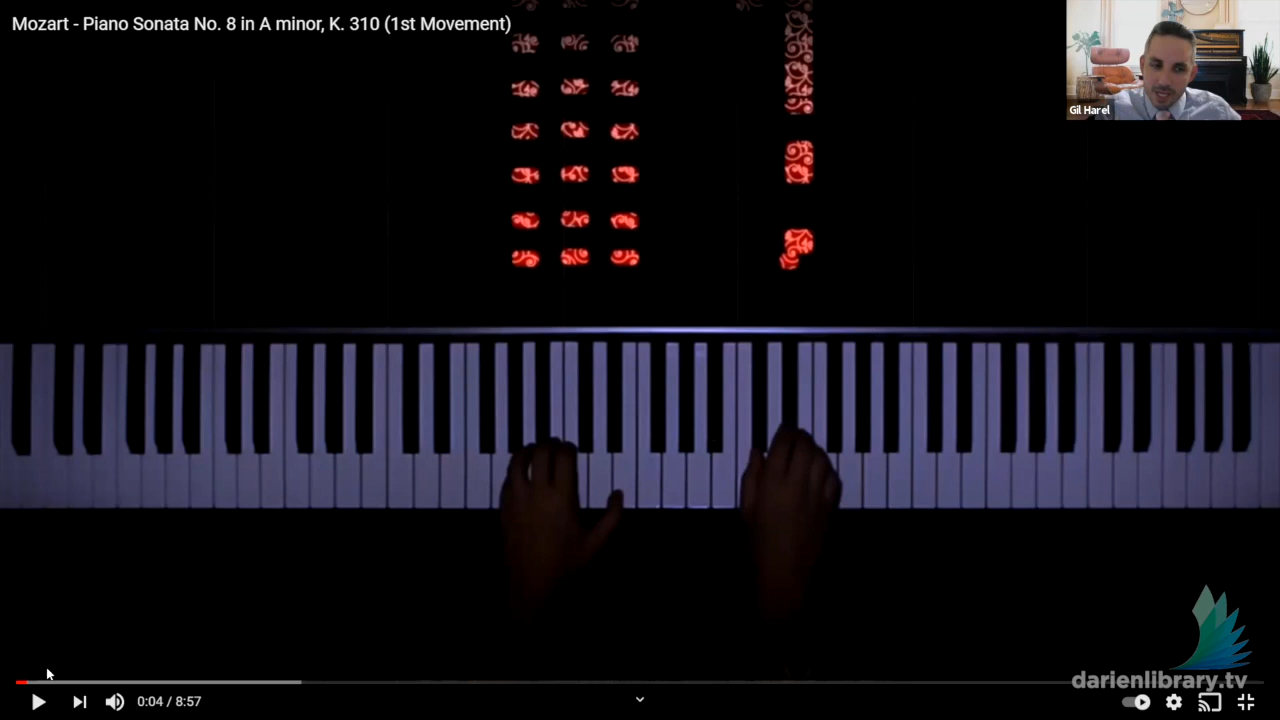 Mozart - Piano Sonata No. 8 in A minor, K. 310 (1st Movement)
Gil Harel
darienlibrary.tv
0:04 / 8:57